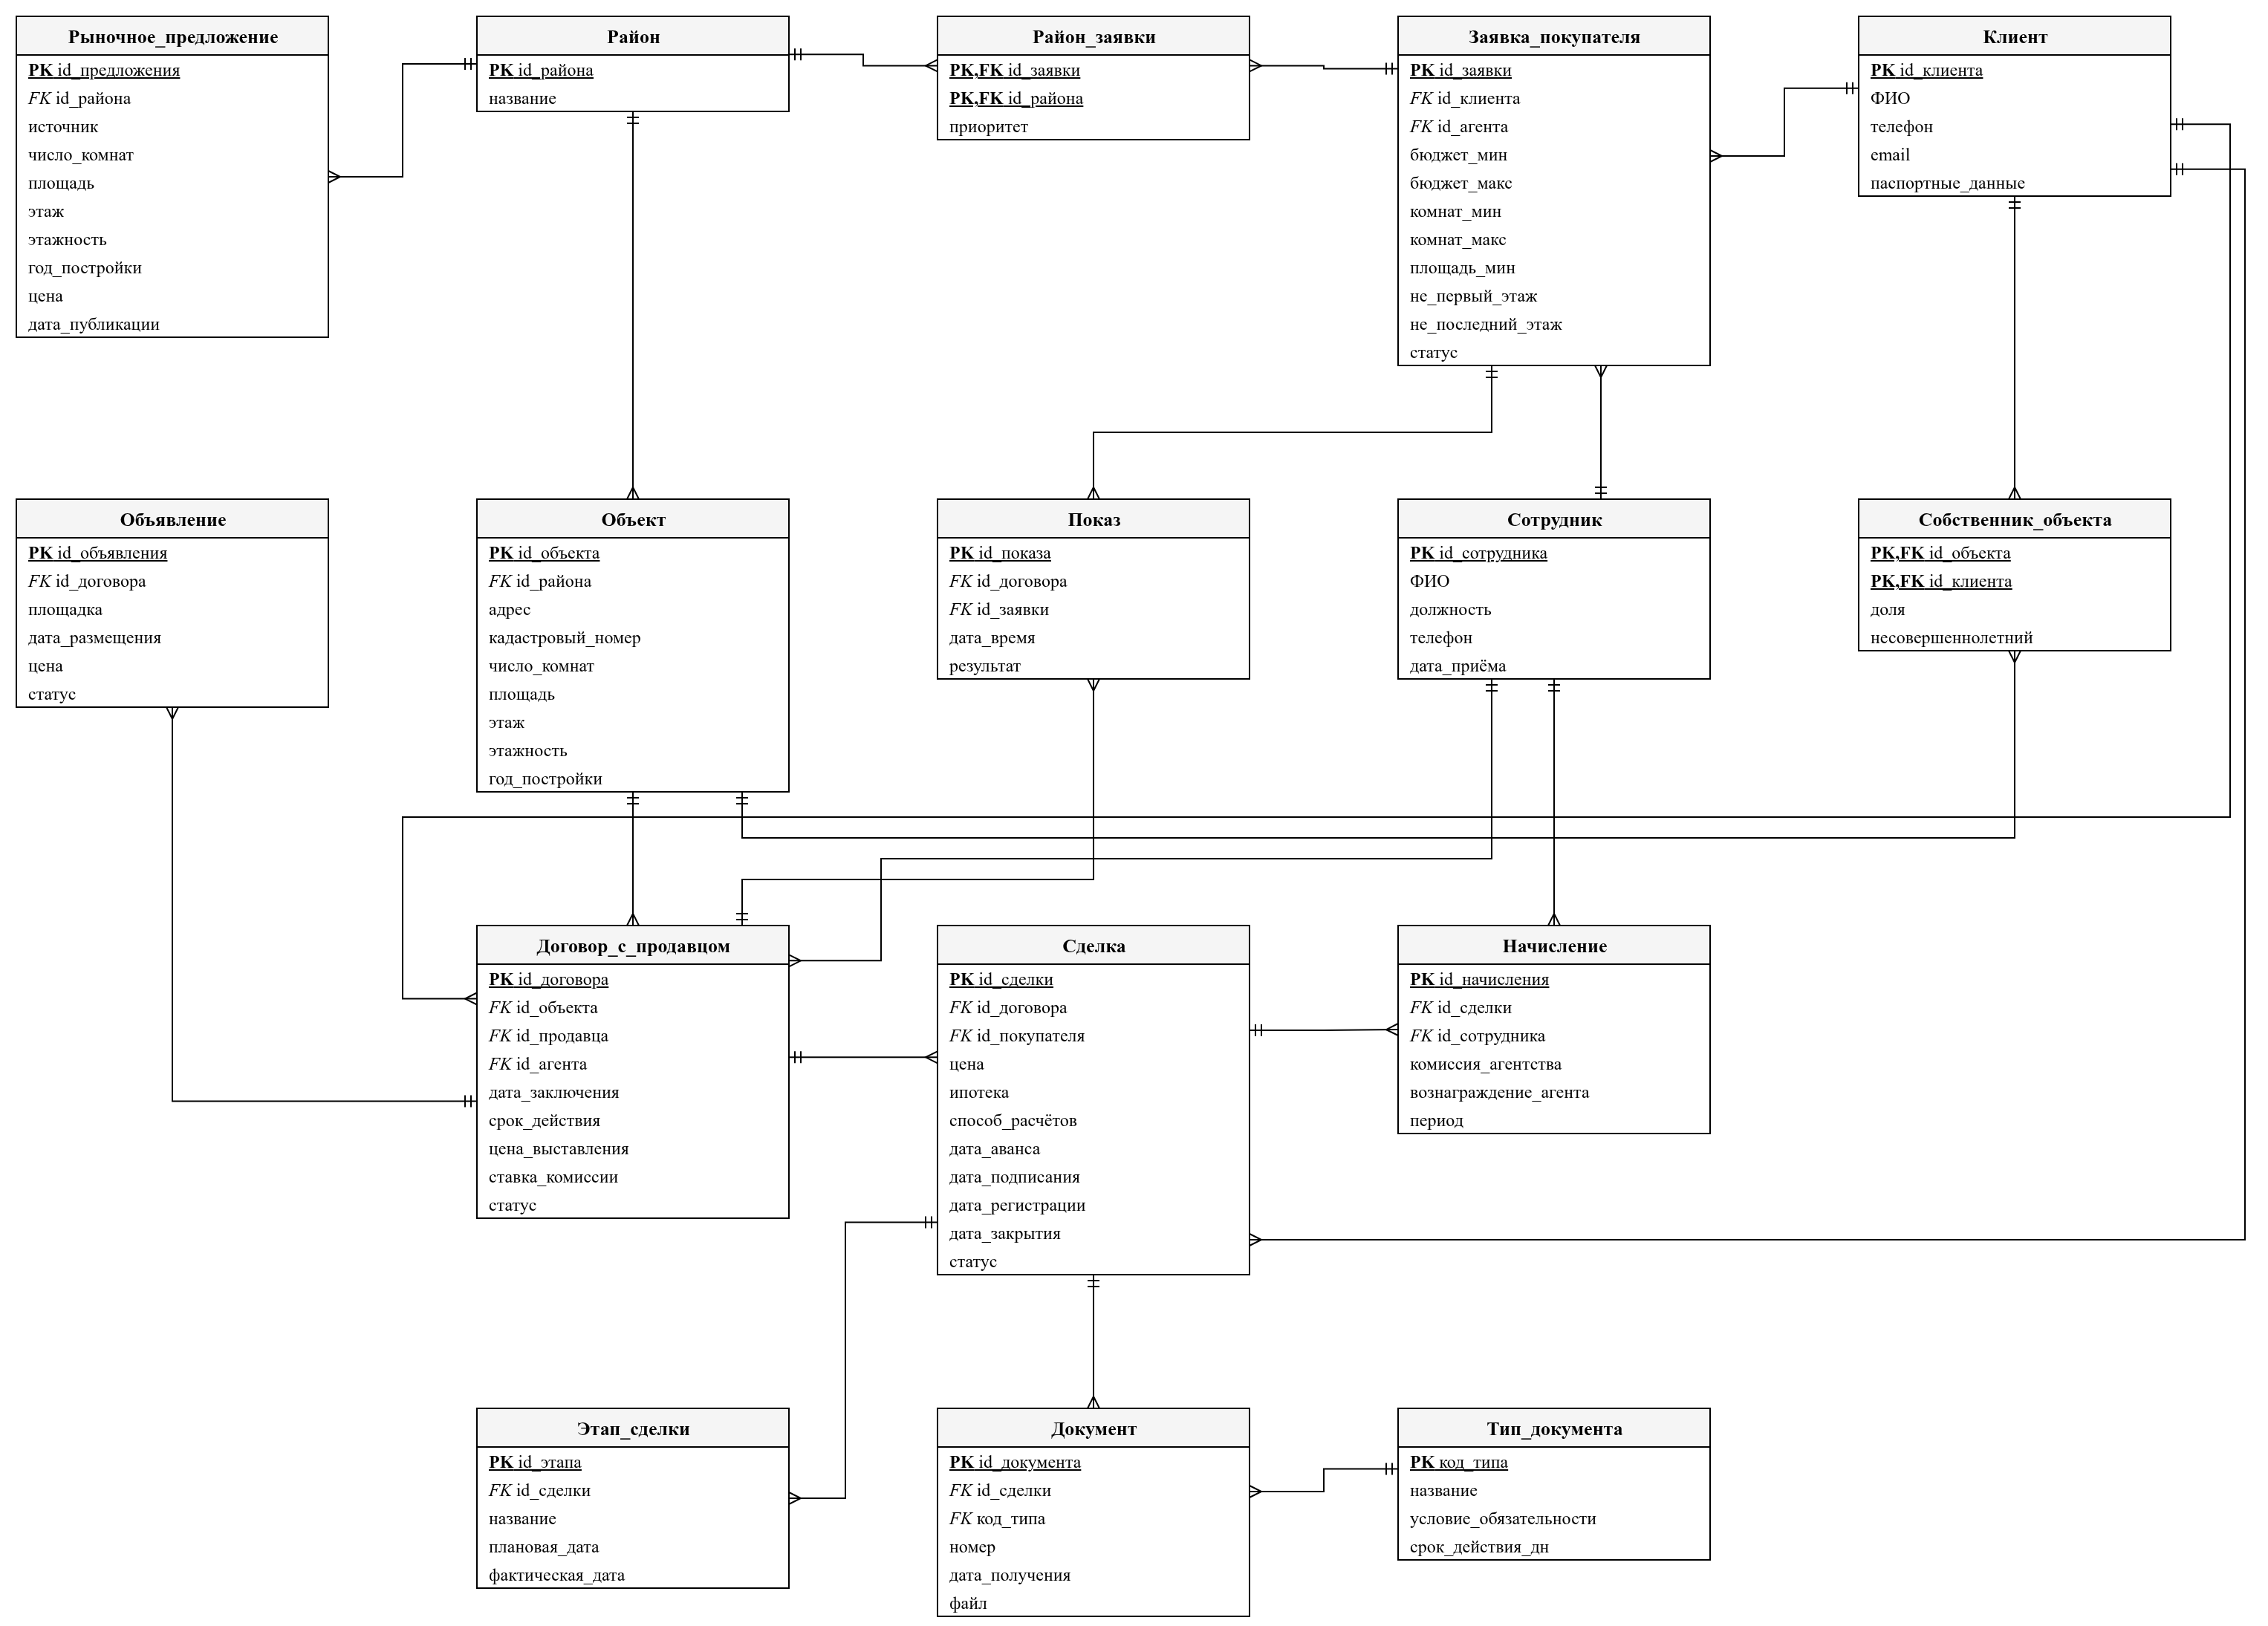 Рыночное_предложение
PK id_предложения
FK id_района
источник
число_комнат
площадь
этаж
этажность
год_постройки
цена
дата_публикации
Район
PK id_района
название
Район_заявки
PK,FK id_заявки
PK,FK id_района
приоритет
Заявка_покупателя
PK id_заявки
FK id_клиента
FK id_агента
бюджет_мин
бюджет_макс
комнат_мин
комнат_макс
площадь_мин
не_первый_этаж
не_последний_этаж
статус
Клиент
PK id_клиента
ФИО
телефон
email
паспортные_данные
Объявление
PK id_объявления
FK id_договора
площадка
дата_размещения
цена
статус
Объект
PK id_объекта
FK id_района
адрес
кадастровый_номер
число_комнат
площадь
этаж
этажность
год_постройки
Показ
PK id_показа
FK id_договора
FK id_заявки
дата_время
результат
Сотрудник
PK id_сотрудника
ФИО
должность
телефон
дата_приёма
Собственник_объекта
PK,FK id_объекта
PK,FK id_клиента
доля
несовершеннолетний
Договор_с_продавцом
PK id_договора
FK id_объекта
FK id_продавца
FK id_агента
дата_заключения
срок_действия
цена_выставления
ставка_комиссии
статус
Сделка
PK id_сделки
FK id_договора
FK id_покупателя
цена
ипотека
способ_расчётов
дата_аванса
дата_подписания
дата_регистрации
дата_закрытия
статус
Начисление
PK id_начисления
FK id_сделки
FK id_сотрудника
комиссия_агентства
вознаграждение_агента
период
Этап_сделки
PK id_этапа
FK id_сделки
название
плановая_дата
фактическая_дата
Документ
PK id_документа
FK id_сделки
FK код_типа
номер
дата_получения
файл
Тип_документа
PK код_типа
название
условие_обязательности
срок_действия_дн